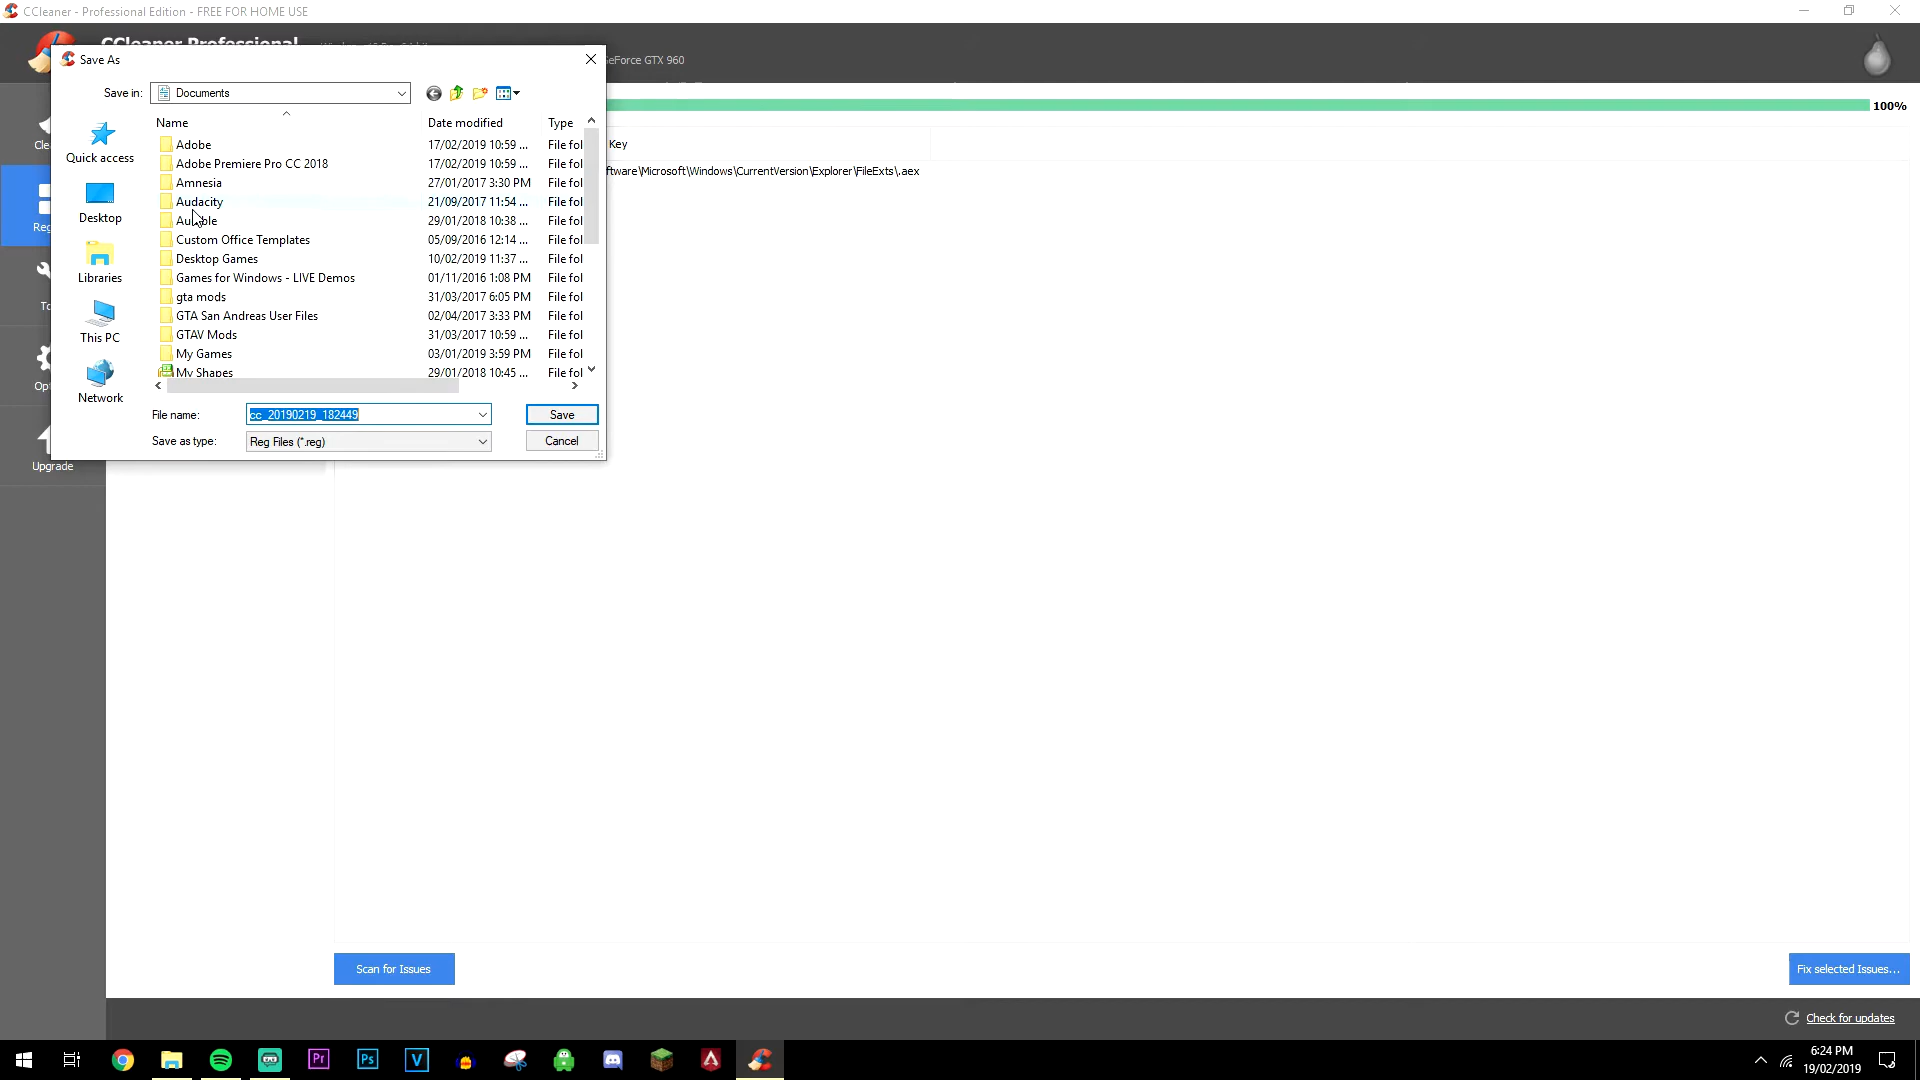 CCleaner - Professional Edition - FREE FOR HOME USE
CCleaner Professional
eForce GTX 960
Save As
Save in: Documents
100%
Name Date modified Type
Key
ftware\Microsoft\Windows\CurrentVersion\Explorer\FileExts\.aex
Quick access
Desktop
Libraries
This PC
Network
Adobe 17/02/2019 10:59 ... File fol
Adobe Premiere Pro CC 2018 17/02/2019 10:59 ... File fol
Amnesia 27/01/2017 3:30 PM File fol
Audacity 21/09/2017 11:54 ... File fol
Audible 29/01/2018 10:38 ... File fol
Custom Office Templates 05/09/2016 12:14 ... File fol
Desktop Games 10/02/2019 11:37 ... File fol
Games for Windows - LIVE Demos 01/11/2016 1:08 PM File fol
gta mods 31/03/2017 6:05 PM File fol
GTA San Andreas User Files 02/04/2017 3:33 PM File fol
GTAV Mods 31/03/2017 10:59 ... File fol
My Games 03/01/2019 3:59 PM File fol
My Shapes 29/01/2018 10:45 ... File fol
File name: cc_20190219_182449 Save
Save as type: Reg Files (*.reg) Cancel
Cle
Reg
To
Opt
Upgrade
Scan for Issues
Fix selected Issues...
Check for updates
Pr
Ps
V
6:24 PM
19/02/2019